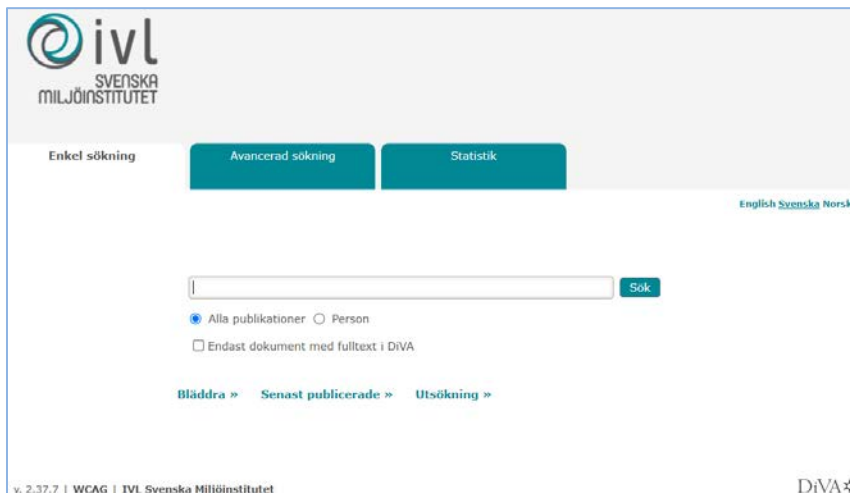 ivl
SVENSKA
MILJÖINSTITUTET
Enkel sökning Avancerad sökning Statistik
English Svenska Norsk
Sök
Alla publikationer Person
Endast dokument med fulltext i DiVA
Bläddra » Senast publicerade » Utsökning »
v. 2.37.7 | WCAG | IVL Svenska Miljöinstitutet DiVA